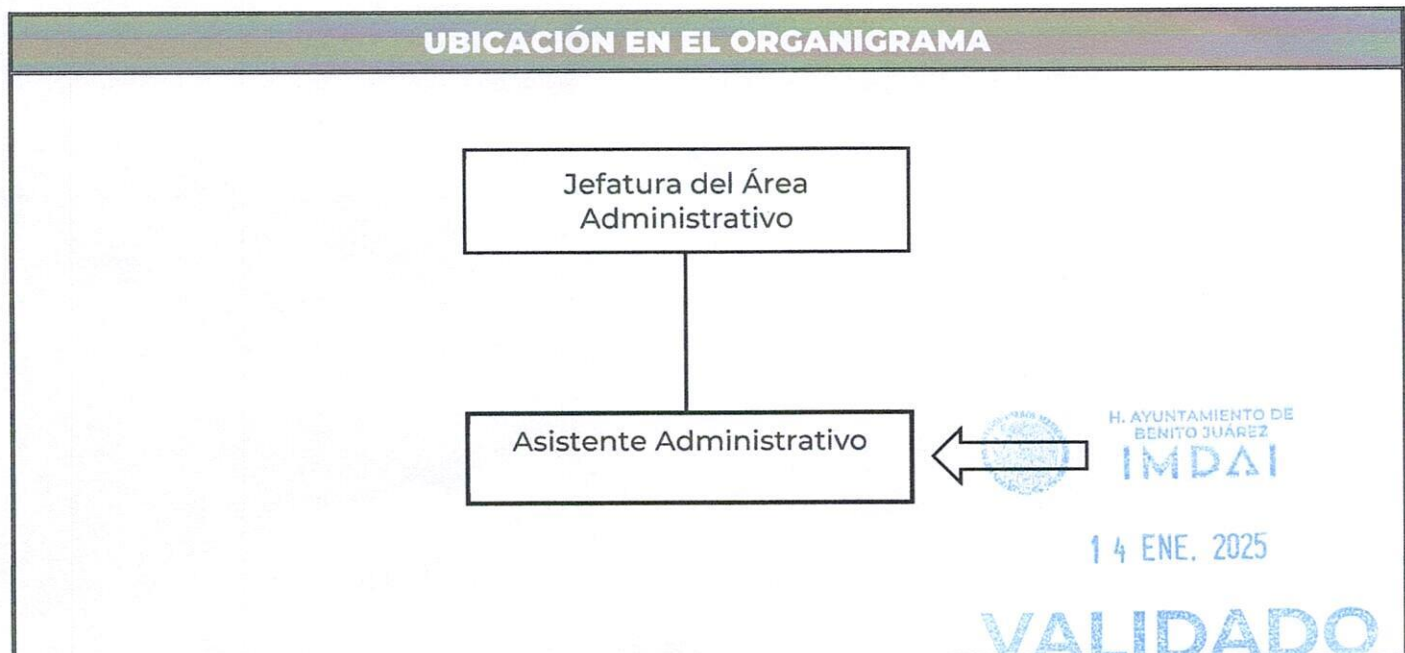 UBICACIÓN EN EL ORGANIGRAMA
Jefatura del Área
Administrativo
Asistente Administrativo
H. AYUNTAMIENTO DE
BENITO JUÁREZ
IMDAI
14 ENE. 2025
VALIDADO